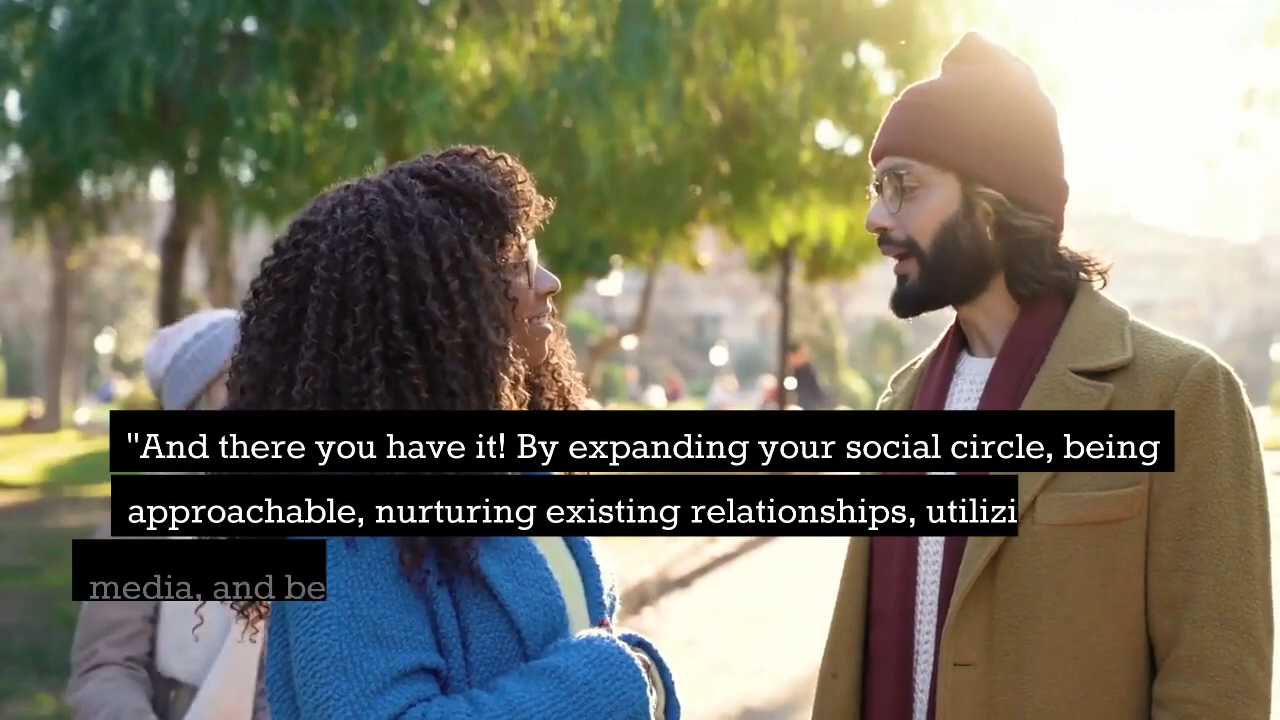 "And there you have it! By expanding your social circle, being
approachable, nurturing existing relationships, utilizi
media, and be